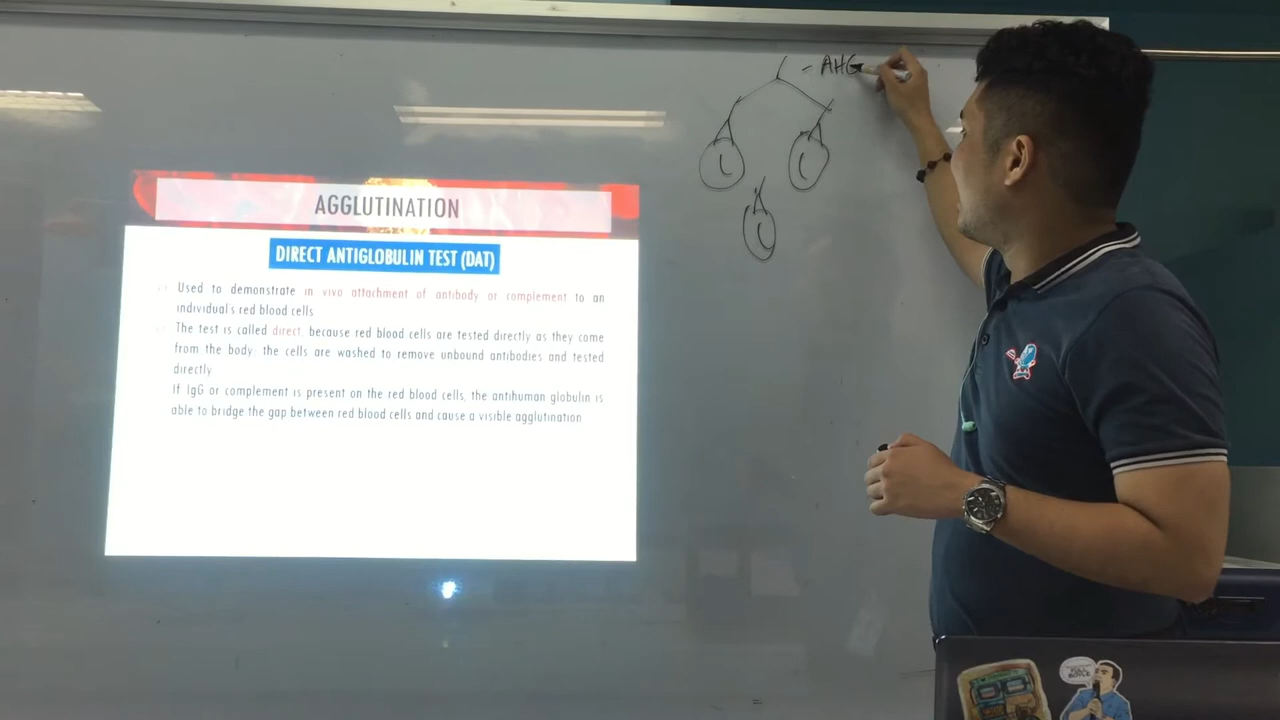 AHG
AGGLUTINATION
DIRECT ANTIGLOBULIN TEST (DAT)
Used to demonstrate in vivo attachment of antibody or complement to an
individual's red blood cells
The test is called direct, because red blood cells are tested directly as they come
from the body; the cells are washed to remove unbound antibodies and tested
directly
If IgG or complement is present on the red blood cells, the antihuman globulin is
able to bridge the gap between red blood cells and cause a visible agglutination